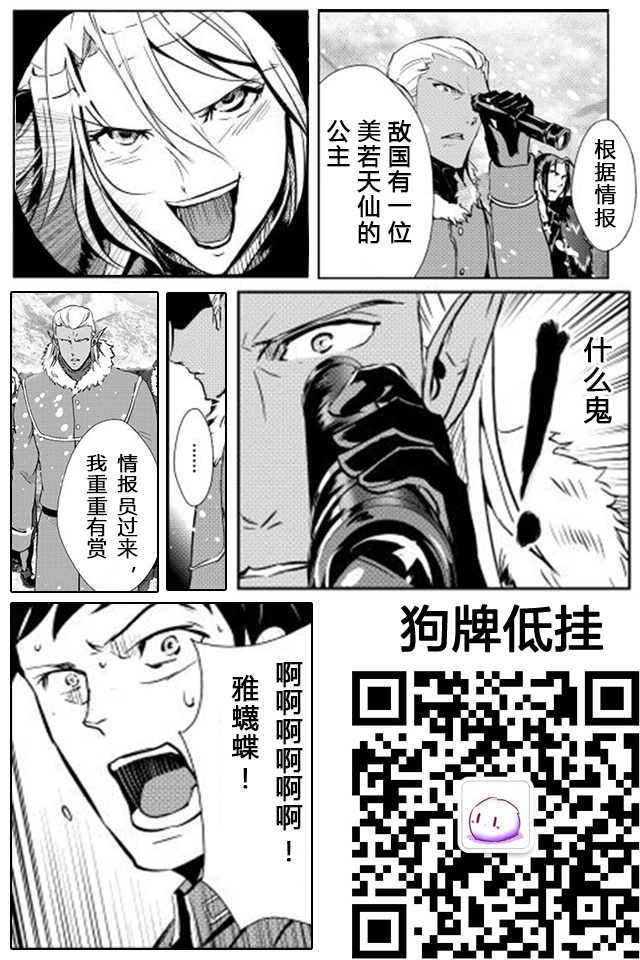 根据情报
敌国有一位
美若天仙的
公主
什么鬼
……
情报员过来，
我重重有赏
啊啊啊啊啊啊！
雅蠛蝶！
狗牌低挂